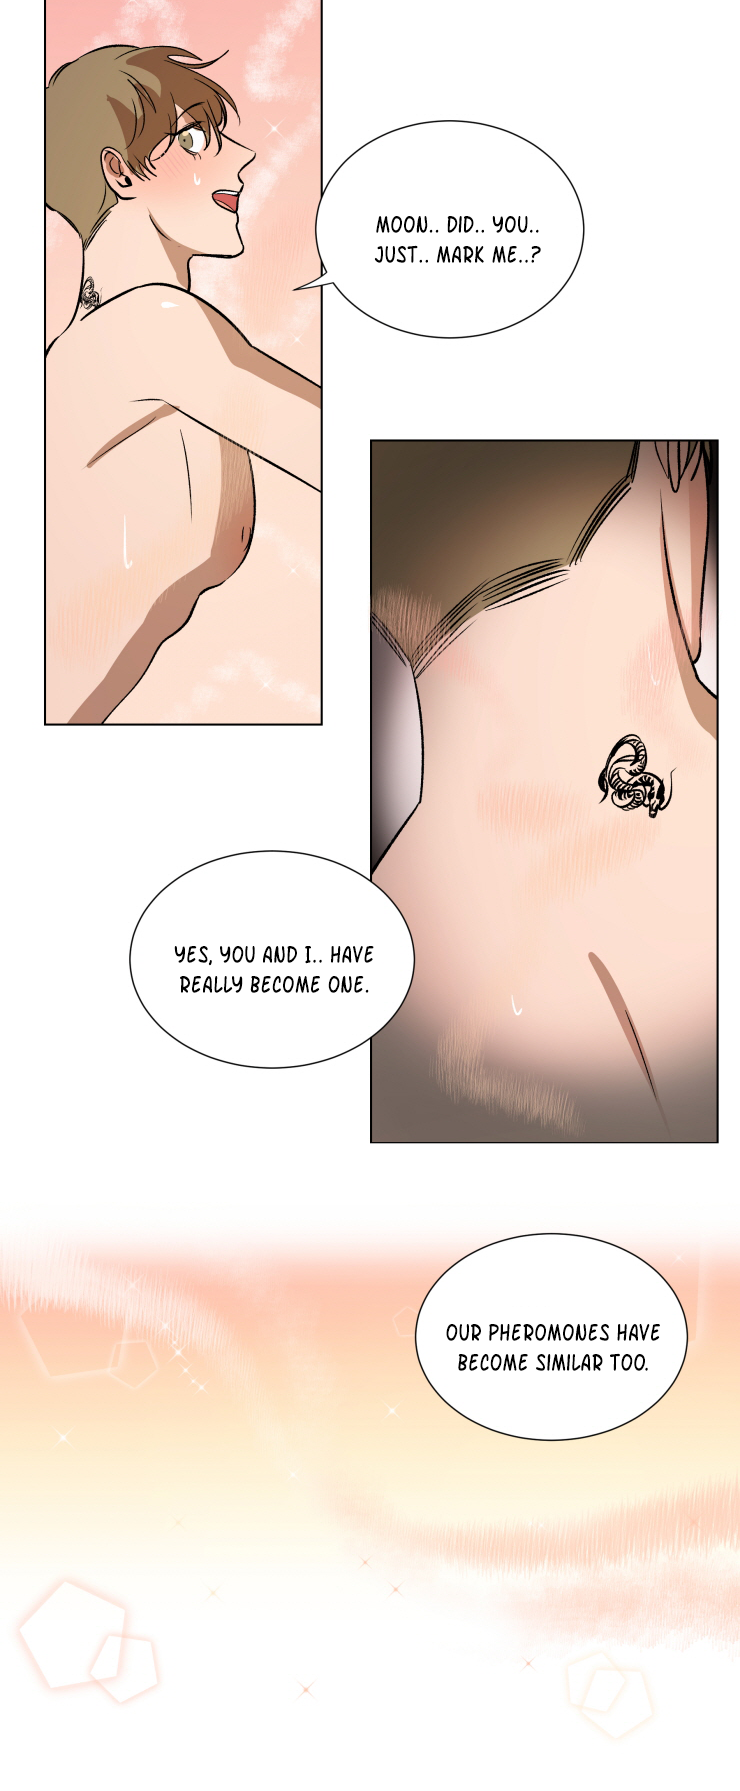 MOON.. DID.. YOU..
JUST.. MARK ME..?
YES, YOU AND I.. HAVE
REALLY BECOME ONE.
OUR PHEROMONES HAVE
BECOME SIMILAR TOO.